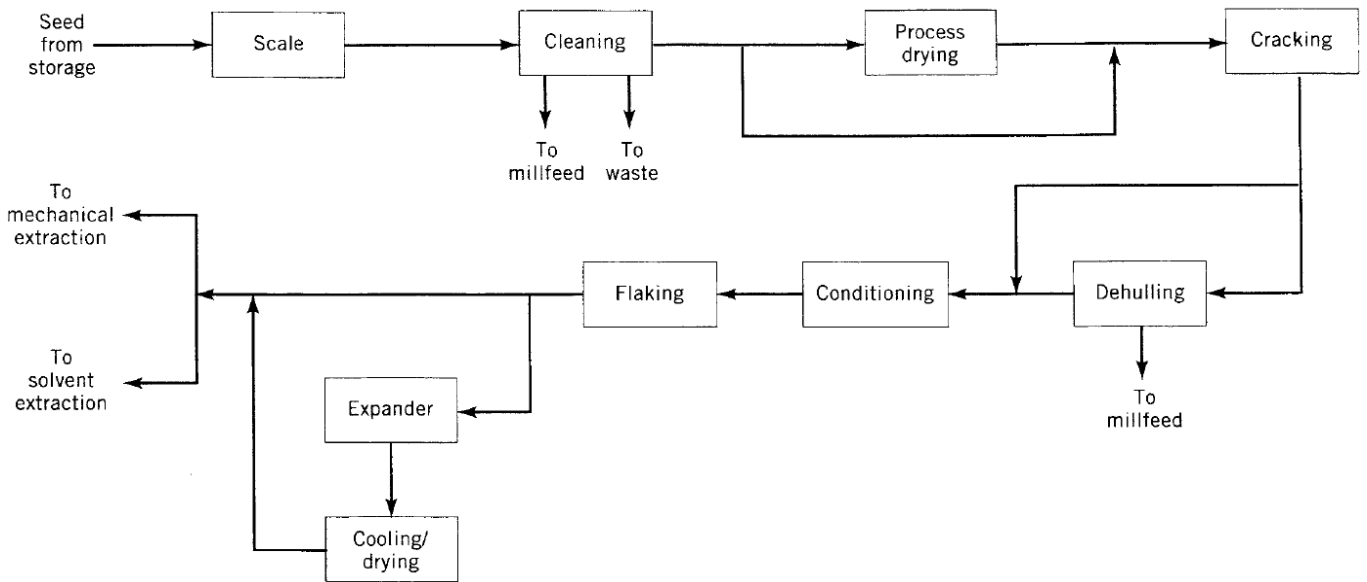 Seed
from
storage
Scale
Cleaning
Process
drying
Cracking
To
millfeed
To
waste
To
mechanical
extraction
Flaking
Conditioning
Dehulling
To
solvent
extraction
Expander
To
millfeed
Cooling/
drying